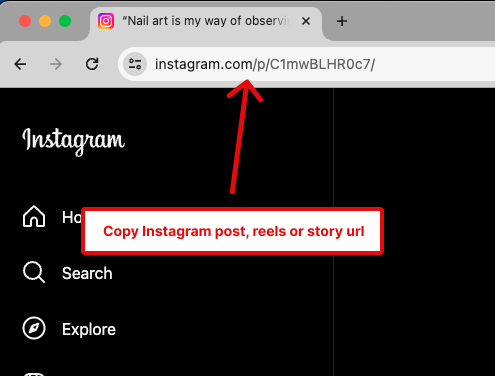 “Nail art is my way of observi
instagram.com/p/C1mwBLHR0c7/
Instagram
Ho
Copy Instagram post, reels or story url
Search
Explore